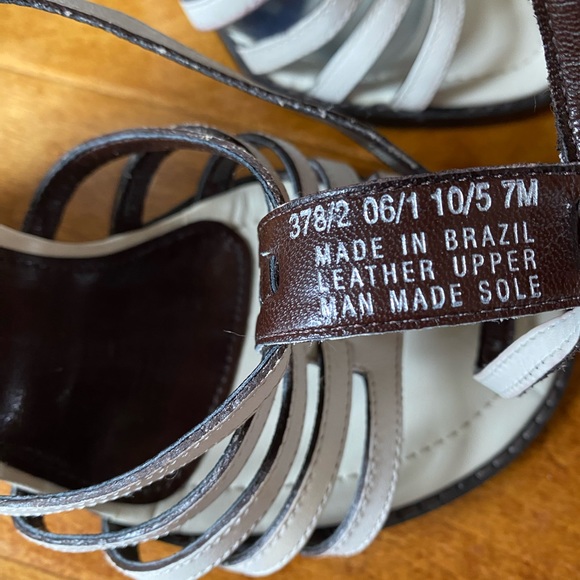 378/2 06/1 10/5 7M
MADE IN BRAZIL
LEATHER UPPER
MAN MADE SOLE